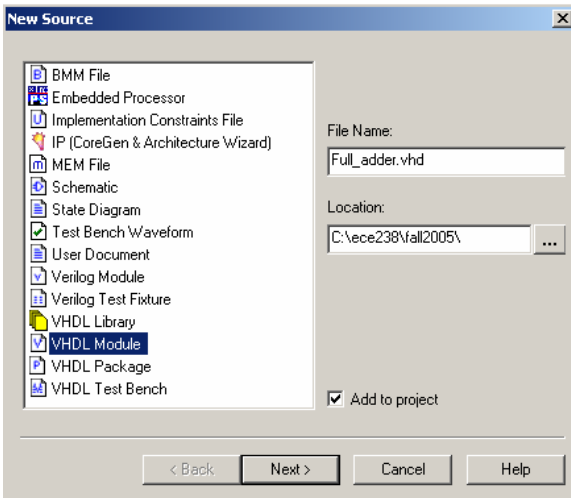 New Source
BMM File
Embedded Processor
Implementation Constraints File
IP (CoreGen & Architecture Wizard)
MEM File
Schematic
State Diagram
Test Bench Waveform
User Document
Verilog Module
Verilog Test Fixture
VHDL Library
VHDL Module
VHDL Package
VHDL Test Bench
File Name:
Full_adder.vhd
Location:
C:\ece238\fall2005\
...
Add to project
< Back
Next >
Cancel
Help